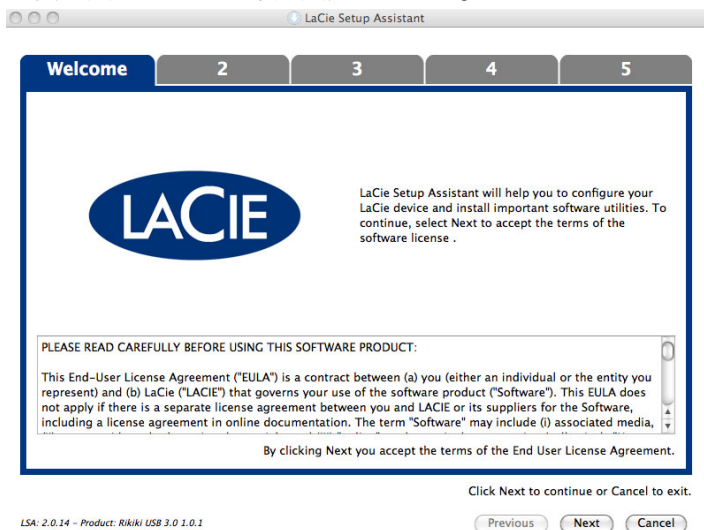 LaCie Setup Assistant
Welcome
2
3
4
5
LACIE
LaCie Setup Assistant will help you to configure your
LaCie device and install important software utilities. To
continue, select Next to accept the terms of the
software license .
PLEASE READ CAREFULLY BEFORE USING THIS SOFTWARE PRODUCT:
This End-User License Agreement ("EULA") is a contract between (a) you (either an individual or the entity you
represent) and (b) LaCie ("LACIE") that governs your use of the software product ("Software"). This EULA does
not apply if there is a separate license agreement between you and LACIE or its suppliers for the Software,
including a license agreement in online documentation. The term "Software" may include (i) associated media,
By clicking Next you accept the terms of the End User License Agreement.
Click Next to continue or Cancel to exit.
LSA: 2.0.14 - Product: Rikiki USB 3.0 1.0.1
Previous
Next
Cancel